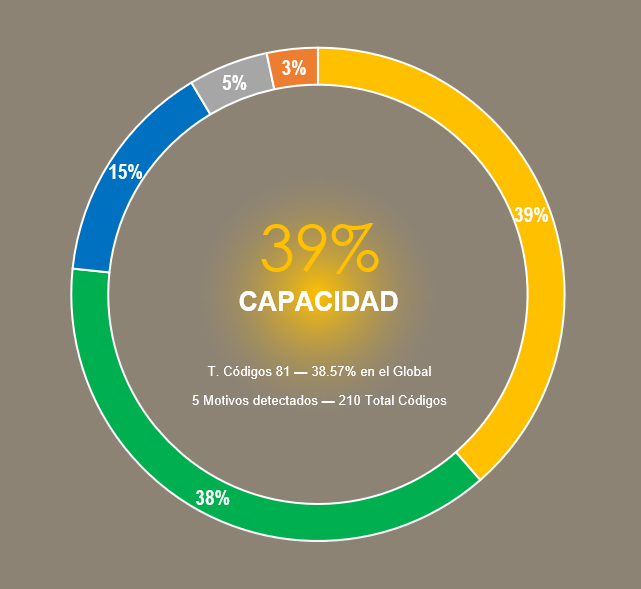 3%
5%
15%
39%
39%
CAPACIDAD
T. Códigos 81 — 38.57% en el Global
5 Motivos detectados — 210 Total Códigos
38%